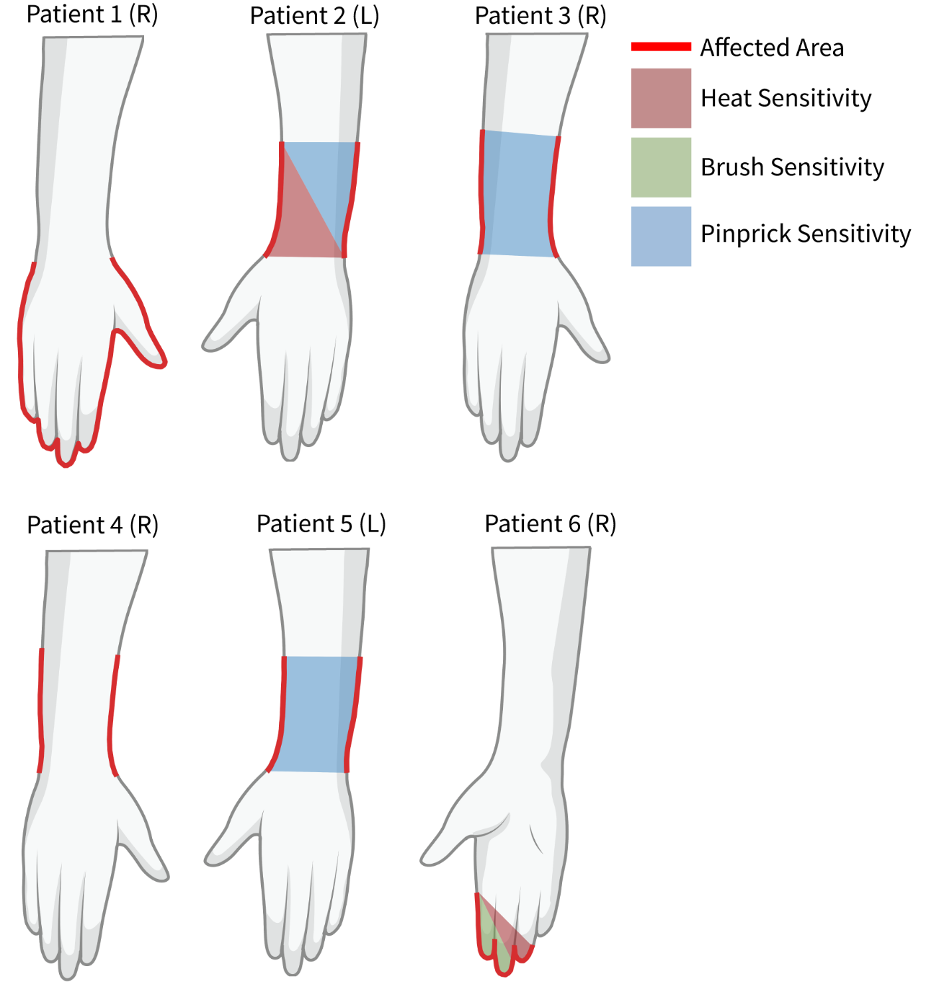 Patient 1 (R)
Patient 2 (L)
Patient 3 (R)
Affected Area
Heat Sensitivity
Brush Sensitivity
Pinprick Sensitivity
Patient 4 (R)
Patient 5 (L)
Patient 6 (R)